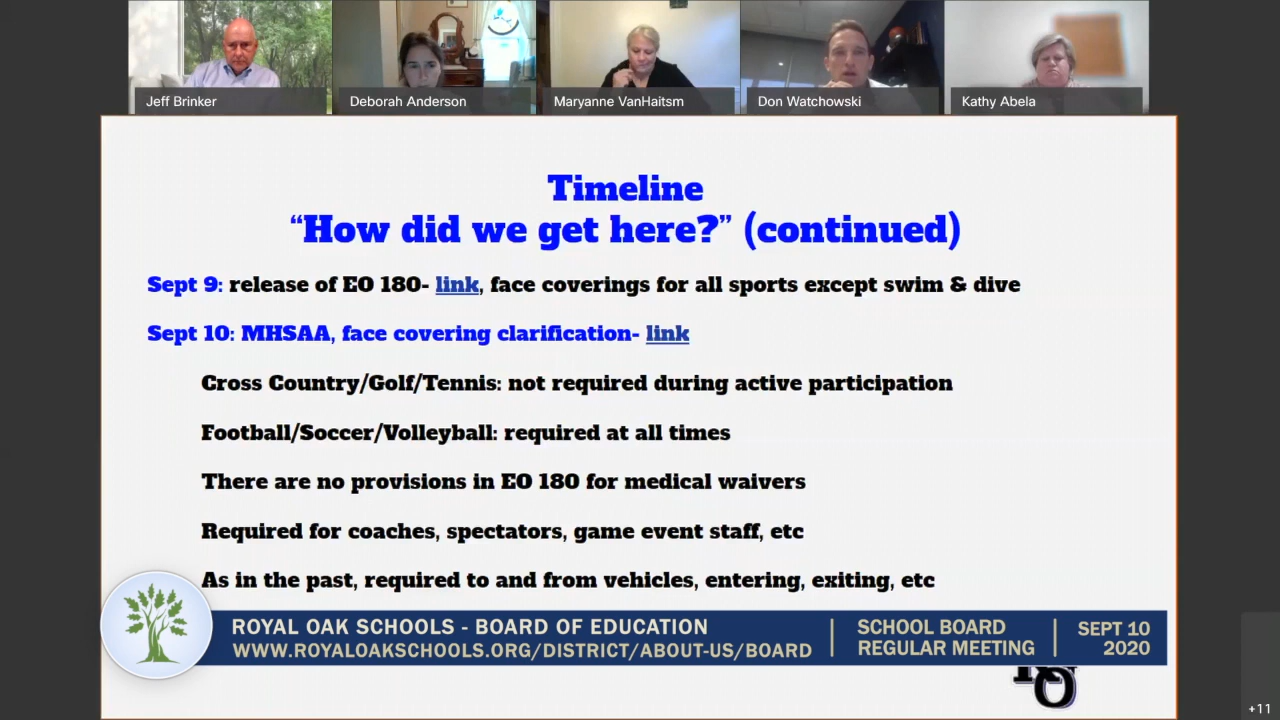 Jeff Brinker
Deborah Anderson
Maryanne VanHaitsm
Don Watchowski
Kathy Abela
Timeline
“How did we get here?” (continued)
Sept 9: release of EO 180- link, face coverings for all sports except swim & dive
Sept 10: MHSAA, face covering clarification- link
Cross Country/Golf/Tennis: not required during active participation
Football/Soccer/Volleyball: required at all times
There are no provisions in EO 180 for medical waivers
Required for coaches, spectators, game event staff, etc
As in the past, required to and from vehicles, entering, exiting, etc
ROYAL OAK SCHOOLS - BOARD OF EDUCATION
WWW.ROYALOAKSCHOOLS.ORG/DISTRICT/ABOUT-US/BOARD
SCHOOL BOARD
REGULAR MEETING
SEPT 10
2020
+11